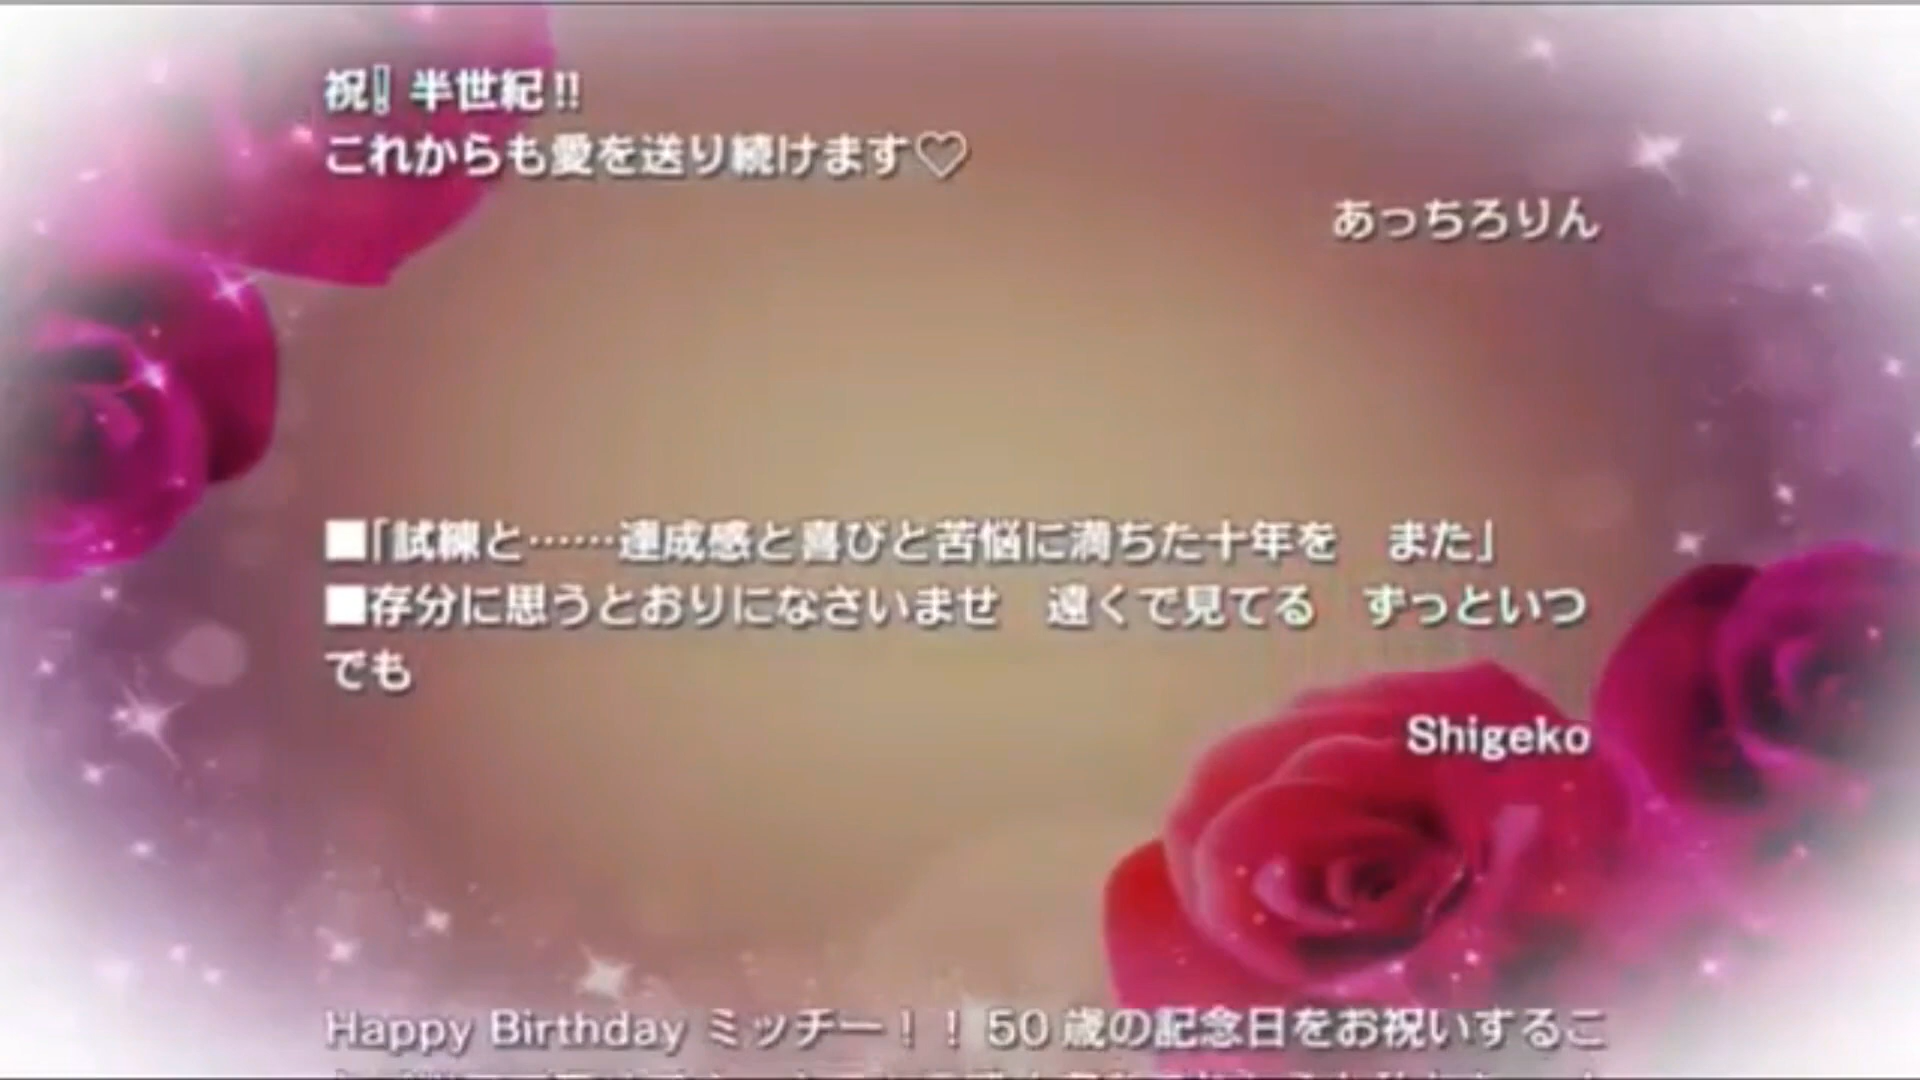 祝! 半世紀!!
これからも愛を送り続けます♡
あっちろりん
■「試練と……達成感と喜びと苦悩に満ちた十年を　また」
■存分に思うとおりになさいませ　遠くで見てる　ずっといつ
でも
Shigeko
Happy Birthday ミッチー！！50歳の記念日をお祝いするこ